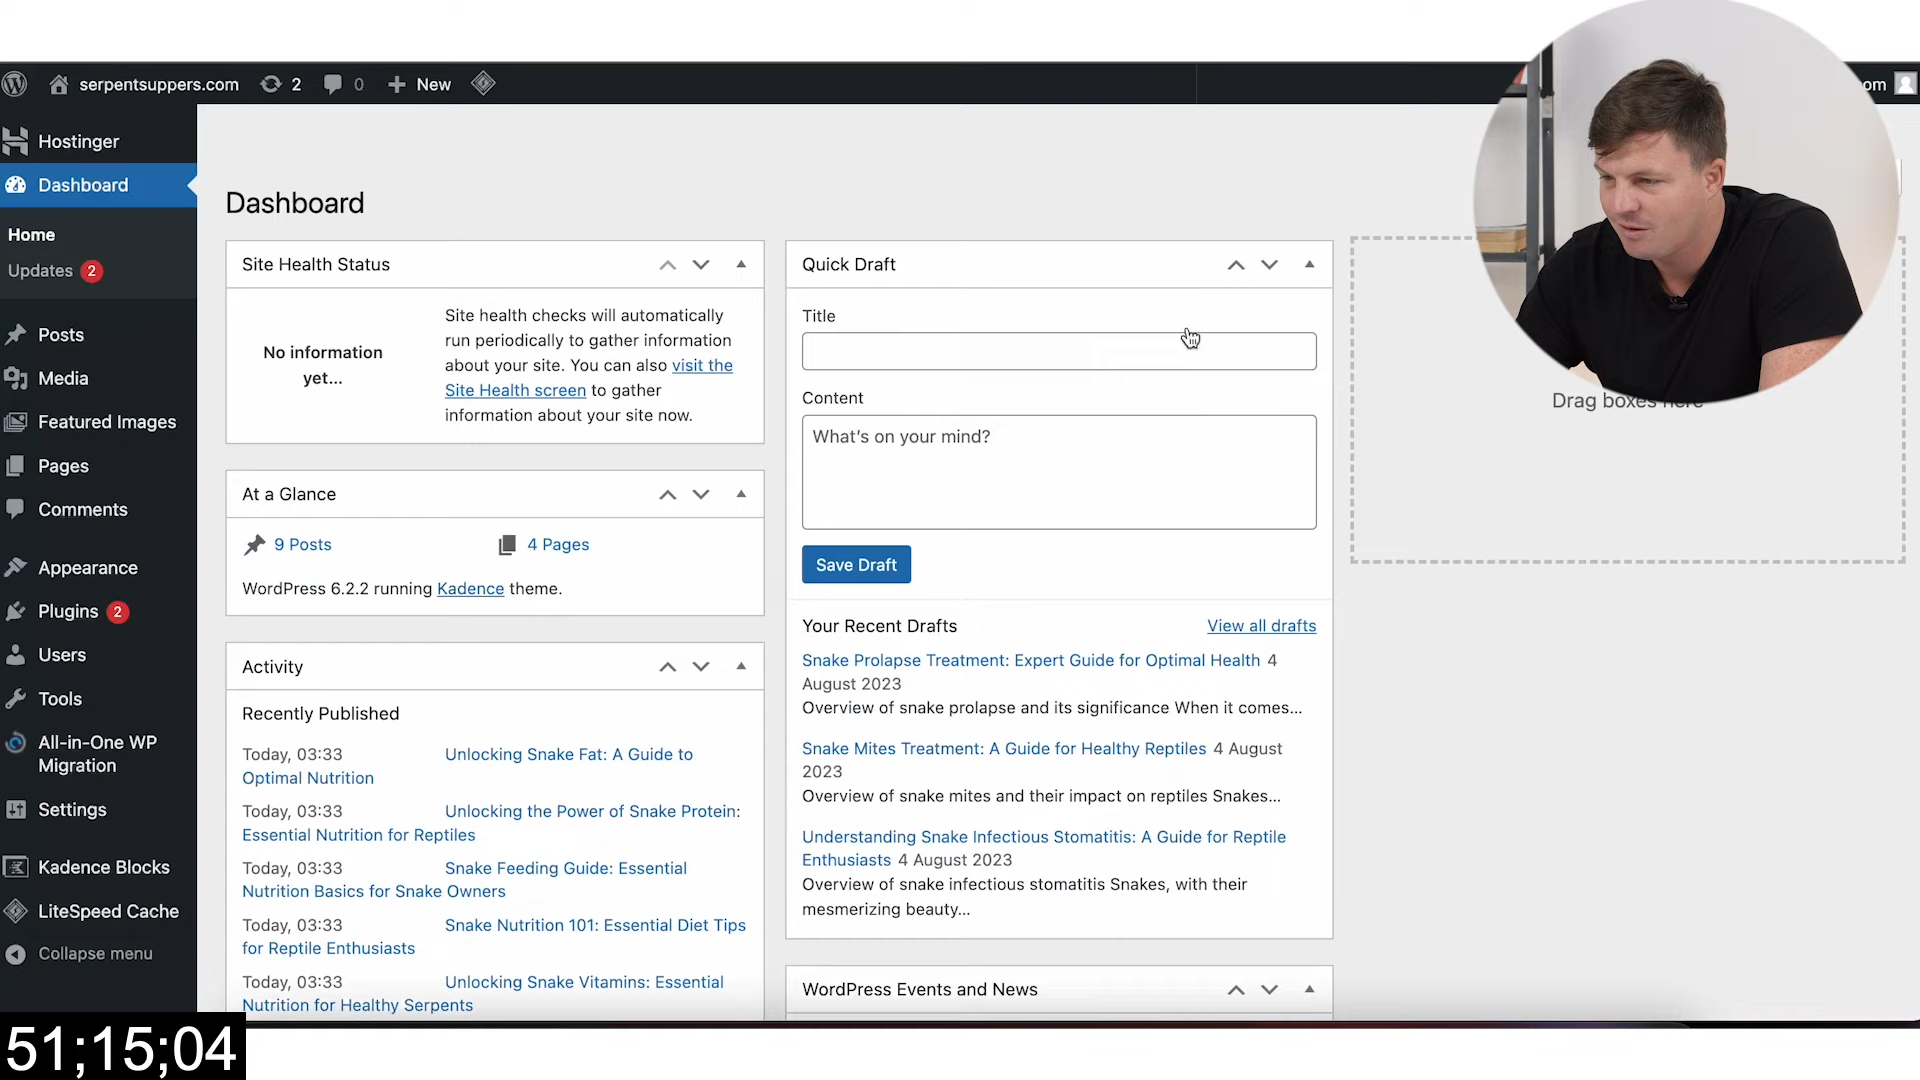 serpentsuppers.com
2
0
New
om
Hostinger
Dashboard
Home
Updates 2
Posts
Media
Featured Images
Pages
Comments
Appearance
Plugins 2
Users
Tools
All-in-One WP
Migration
Settings
Kadence Blocks
LiteSpeed Cache
Collapse menu
Dashboard
Site Health Status
No information
yet...
Site health checks will automatically
run periodically to gather information
about your site. You can also visit the
Site Health screen to gather
information about your site now.
At a Glance
9 Posts
4 Pages
WordPress 6.2.2 running Kadence theme.
Activity
Recently Published
Today, 03:33 Unlocking Snake Fat: A Guide to
Optimal Nutrition
Today, 03:33 Unlocking the Power of Snake Protein:
Essential Nutrition for Reptiles
Today, 03:33 Snake Feeding Guide: Essential
Nutrition Basics for Snake Owners
Today, 03:33 Snake Nutrition 101: Essential Diet Tips
for Reptile Enthusiasts
Today, 03:33 Unlocking Snake Vitamins: Essential
Nutrition for Healthy Serpents
Quick Draft
Title
Content
What's on your mind?
Save Draft
Your Recent Drafts
View all drafts
Snake Prolapse Treatment: Expert Guide for Optimal Health 4
August 2023
Overview of snake prolapse and its significance When it comes...
Snake Mites Treatment: A Guide for Healthy Reptiles 4 August
2023
Overview of snake mites and their impact on reptiles Snakes...
Understanding Snake Infectious Stomatitis: A Guide for Reptile
Enthusiasts 4 August 2023
Overview of snake infectious stomatitis Snakes, with their
mesmerizing beauty...
WordPress Events and News
Drag boxes here
51;15;04